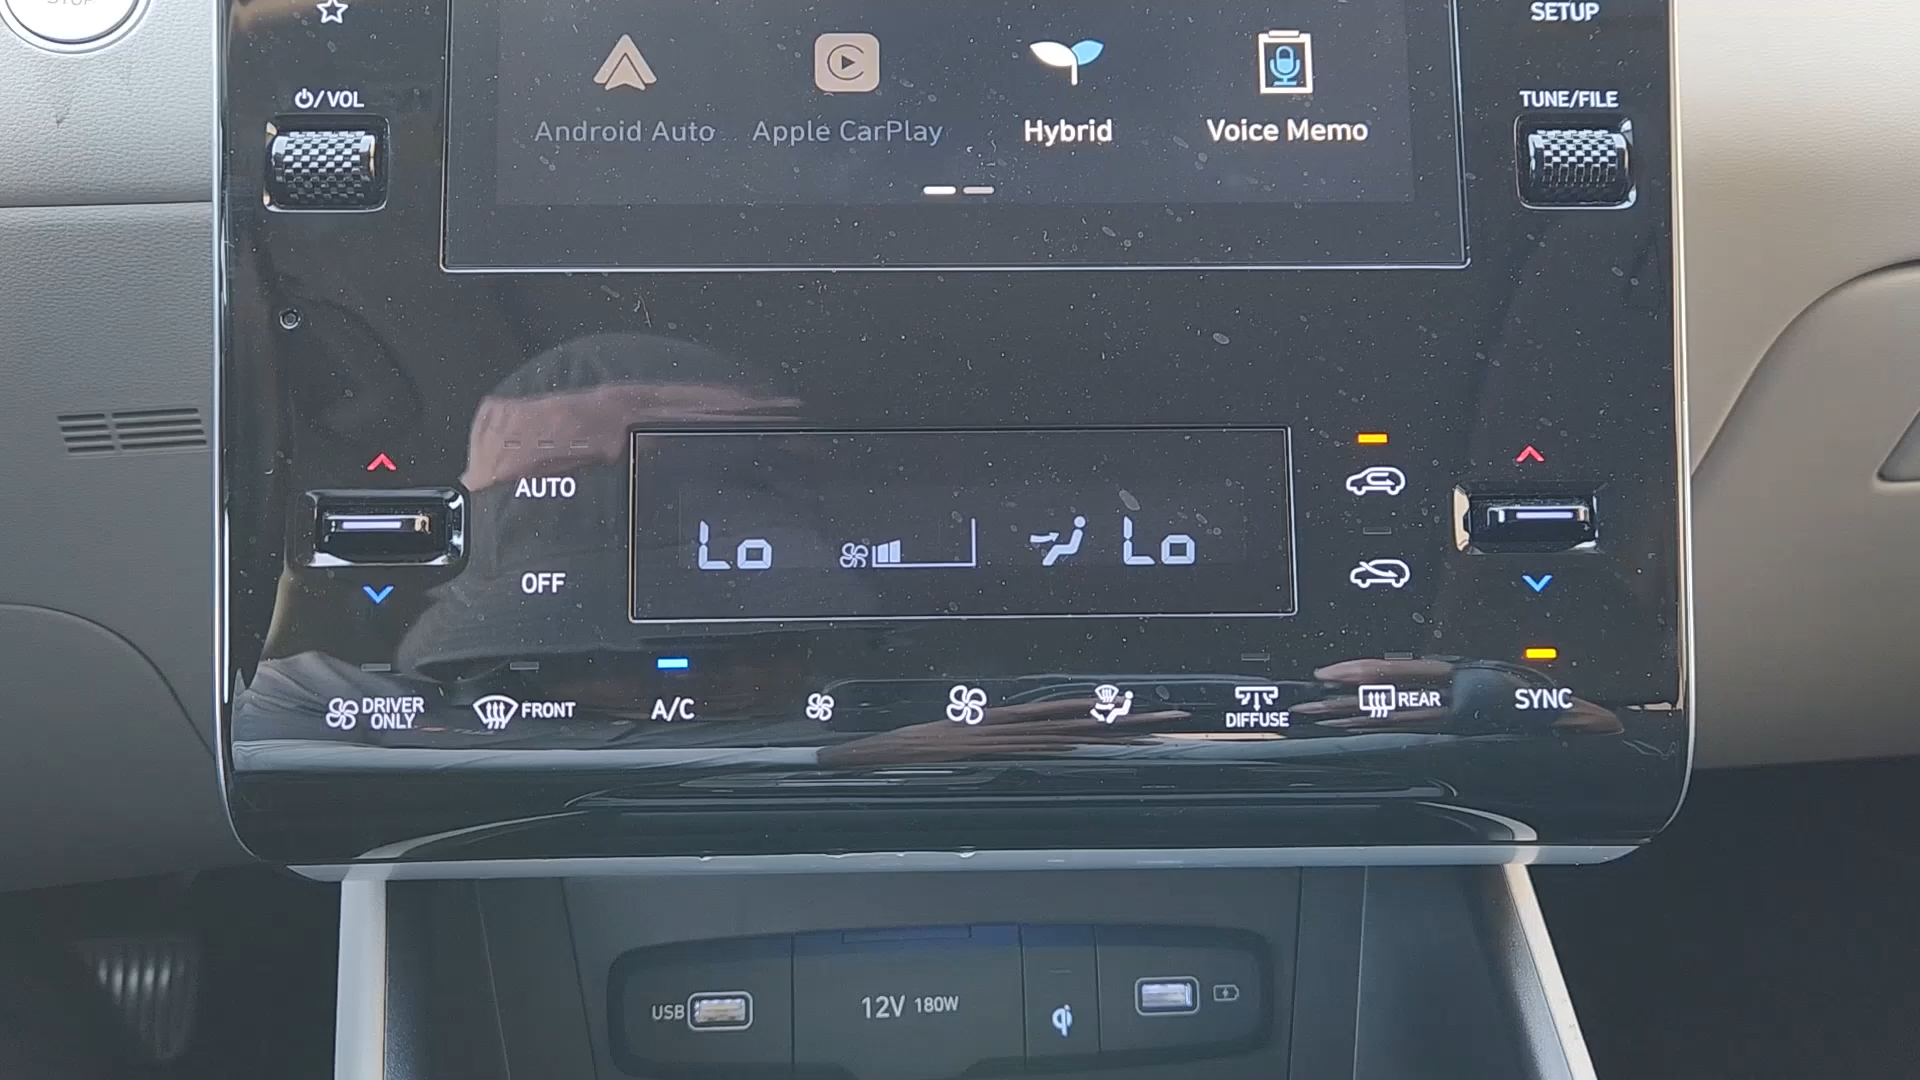 STOP
SETUP
/VOL
TUNE/FILE
Android Auto
Apple CarPlay
Hybrid
Voice Memo
AUTO
Lo
Lo
OFF
DRIVER
ONLY
FRONT
A/C
DIFFUSE
REAR
SYNC
USB
12V 180W